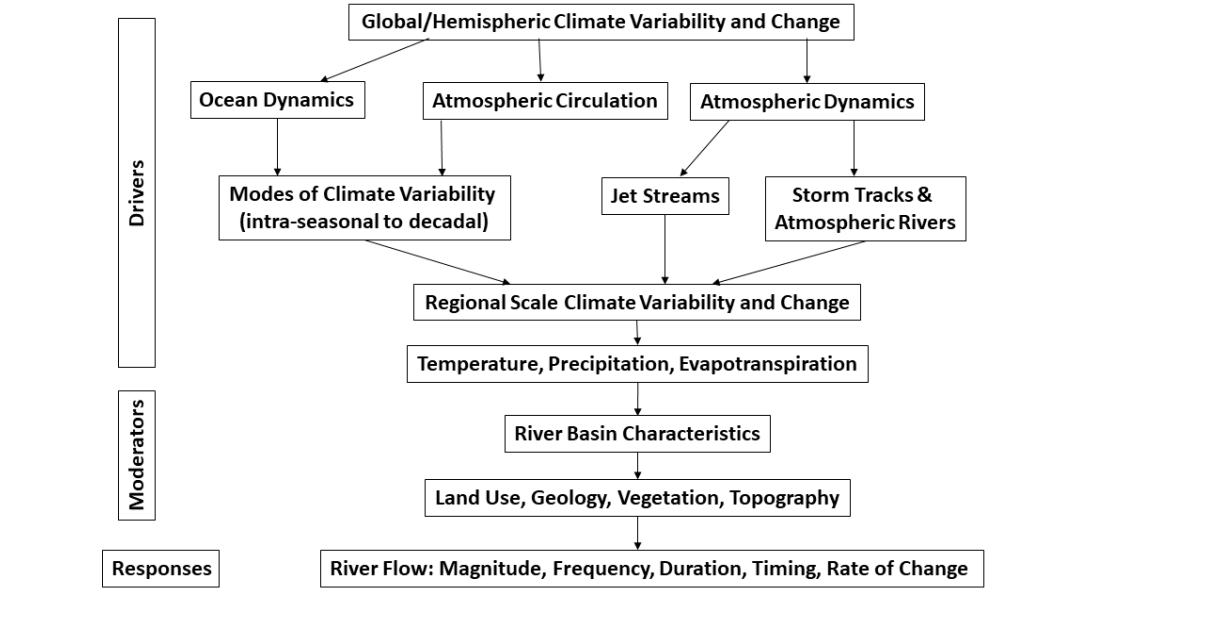 Global/Hemispheric Climate Variability and Change
Drivers
Ocean Dynamics
Atmospheric Circulation
Atmospheric Dynamics
Modes of Climate Variability
(intra-seasonal to decadal)
Jet Streams
Storm Tracks &
Atmospheric Rivers
Regional Scale Climate Variability and Change
Temperature, Precipitation, Evapotranspiration
Moderators
River Basin Characteristics
Land Use, Geology, Vegetation, Topography
Responses
River Flow: Magnitude, Frequency, Duration, Timing, Rate of Change